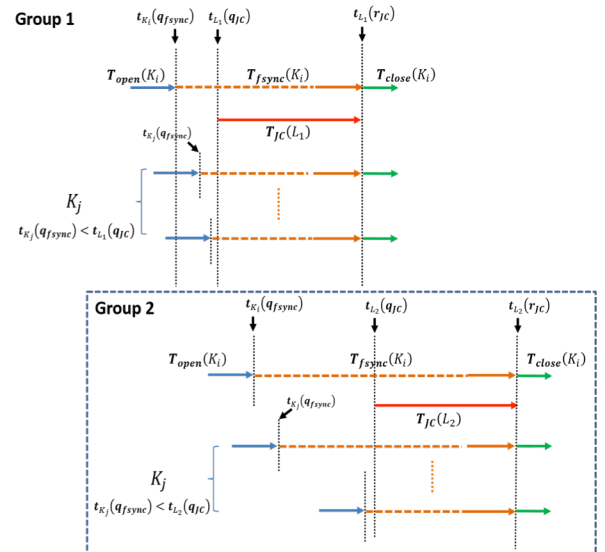 Group 1
t_{K_i}(q_{fsync}) t_{L_1}(q_{JC}) t_{L_1}(r_{JC})
T_{open}(K_i) T_{fsync}(K_i) T_{close}(K_i)
T_{JC}(L_1)
t_{K_j}(q_{fsync})
K_j
t_{K_j}(q_{fsync}) < t_{L_1}(q_{JC})
Group 2
t_{K_i}(q_{fsync}) t_{L_2}(q_{JC}) t_{L_2}(r_{JC})
T_{open}(K_i) T_{fsync}(K_i) T_{close}(K_i)
t_{K_j}(q_{fsync})
T_{JC}(L_2)
K_j
t_{K_j}(q_{fsync}) < t_{L_2}(q_{JC})